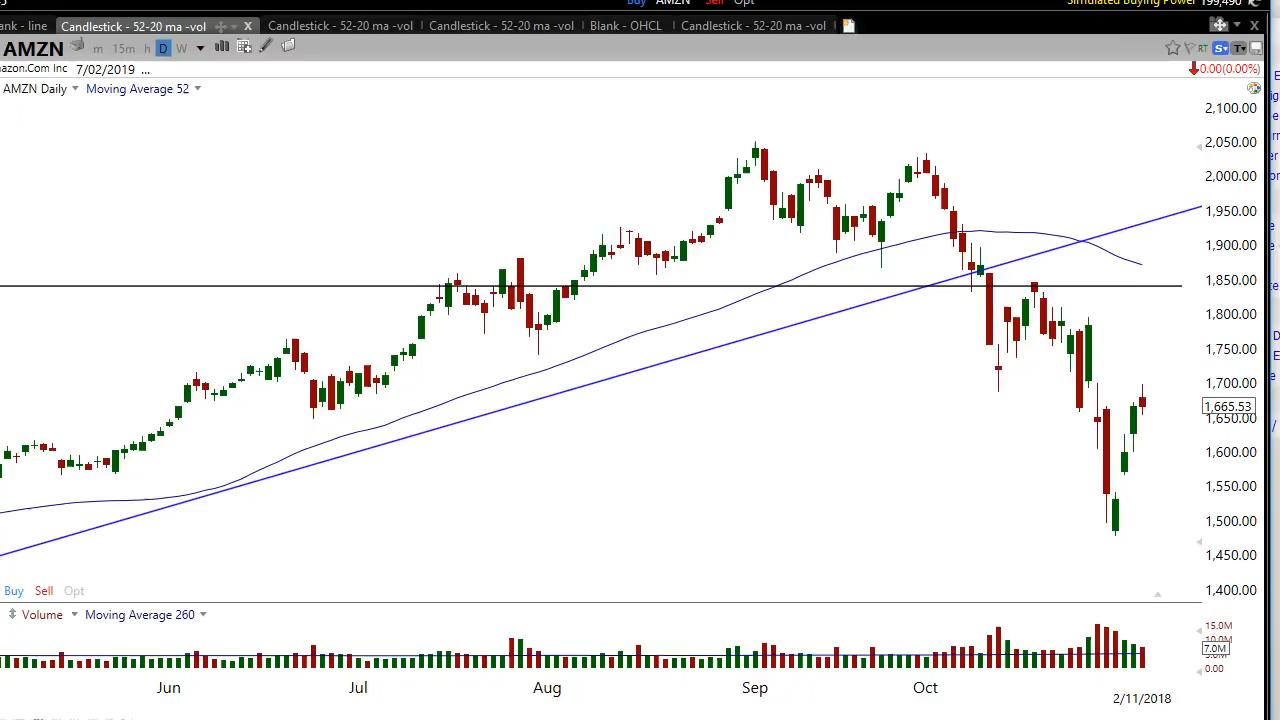 Buy AMZN Sell Opt Simulated Buying Power 199,490
ank - line Candlestick - 52-20 ma -vol X Candlestick - 52-20 ma -vol Candlestick - 52-20 ma -vol Blank - OHCL Candlestick - 52-20 ma -vol X
AMZN m 15m h D W RT S T
azon.Com Inc 7/02/2019 ... 0.00(0.00%)
AMZN Daily Moving Average 52
2,100.00
2,050.00
2,000.00
1,950.00
1,900.00
1,850.00
1,800.00
1,750.00
1,700.00
1,665.53
1,650.00
1,600.00
1,550.00
1,500.00
1,450.00
1,400.00
Buy Sell Opt
Volume Moving Average 260
15.0M
10.0M
7.0M
0.00
Jun Jul Aug Sep Oct 2/11/2018